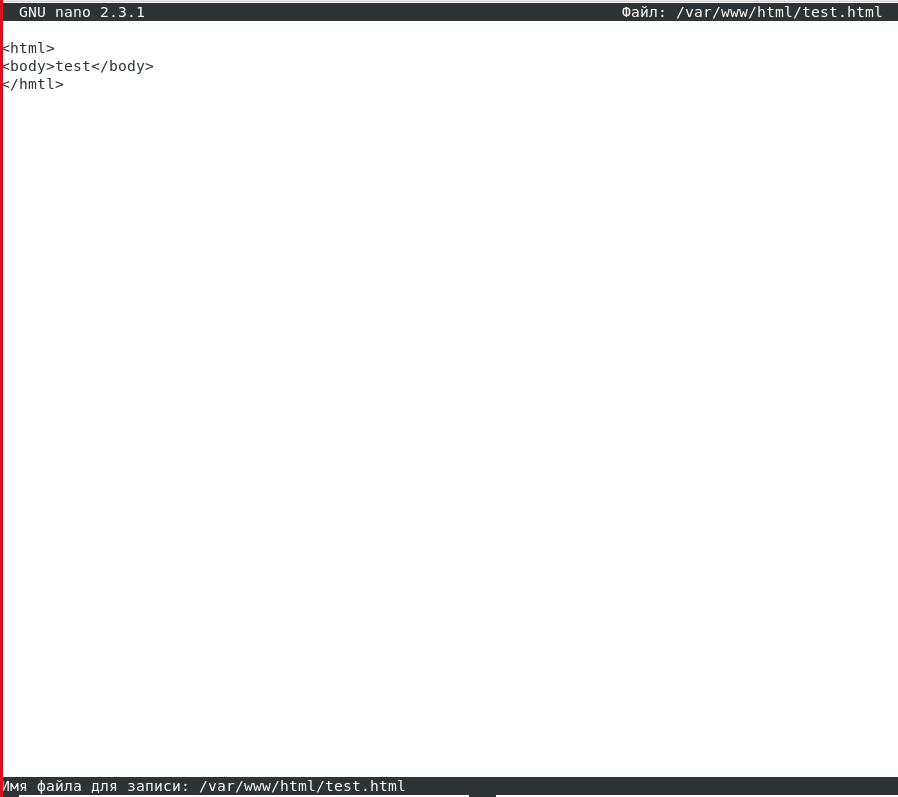 GNU nano 2.3.1 Файл: /var/www/html/test.html
<html>
<body>test</body>
</hmtl>
Имя файла для записи: /var/www/html/test.html